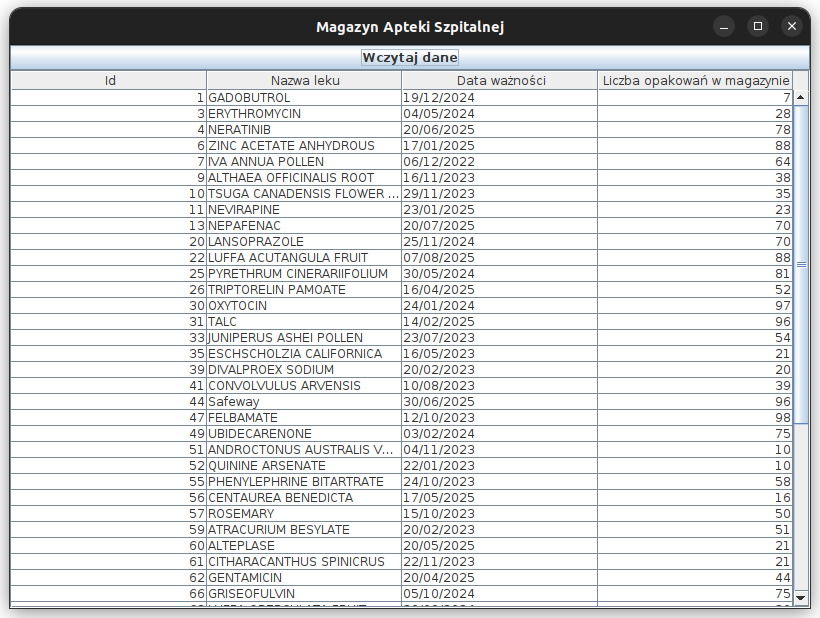 Magazyn Apteki Szpitalnej
Wczytaj dane
Id Nazwa leku Data ważności Liczba opakowań w magazynie
1 GADOBUTROL 19/12/2024 7
3 ERYTHROMYCIN 04/05/2024 28
4 NERATINIB 20/06/2025 78
6 ZINC ACETATE ANHYDROUS 17/01/2025 88
7 IVA ANNUA POLLEN 06/12/2022 64
9 ALTHAEA OFFICINALIS ROOT 16/11/2023 38
10 TSUGA CANADENSIS FLOWER ... 29/11/2023 35
11 NEVIRAPINE 23/01/2025 23
13 NEPAFENAC 20/07/2025 70
20 LANSOPRAZOLE 25/11/2024 70
22 LUFFA ACUTANGULA FRUIT 07/08/2025 88
25 PYRETHRUM CINERARIIFOLIUM 30/05/2024 81
26 TRIPTORELIN PAMOATE 16/04/2025 52
30 OXYTOCIN 24/01/2024 97
31 TALC 14/02/2025 96
33 JUNIPERUS ASHEI POLLEN 23/07/2023 54
35 ESCHSCHOLZIA CALIFORNICA 16/05/2023 21
39 DIVALPROEX SODIUM 20/02/2023 20
41 CONVOLVULUS ARVENSIS 10/08/2023 39
44 Safeway 30/06/2025 96
47 FELBAMATE 12/10/2023 98
49 UBIDECARENONE 03/02/2024 75
51 ANDROCTONUS AUSTRALIS V... 04/11/2023 10
52 QUININE ARSENATE 22/01/2023 10
55 PHENYLEPHRINE BITARTRATE 24/10/2023 58
56 CENTAUREA BENEDICTA 17/05/2025 16
57 ROSEMARY 15/10/2023 50
59 ATRACURIUM BESYLATE 20/02/2023 51
60 ALTEPLASE 20/05/2025 21
61 CITHARACANTHUS SPINICRUS 22/11/2023 21
62 GENTAMICIN 20/04/2025 44
66 GRISEOFULVIN 05/10/2024 75